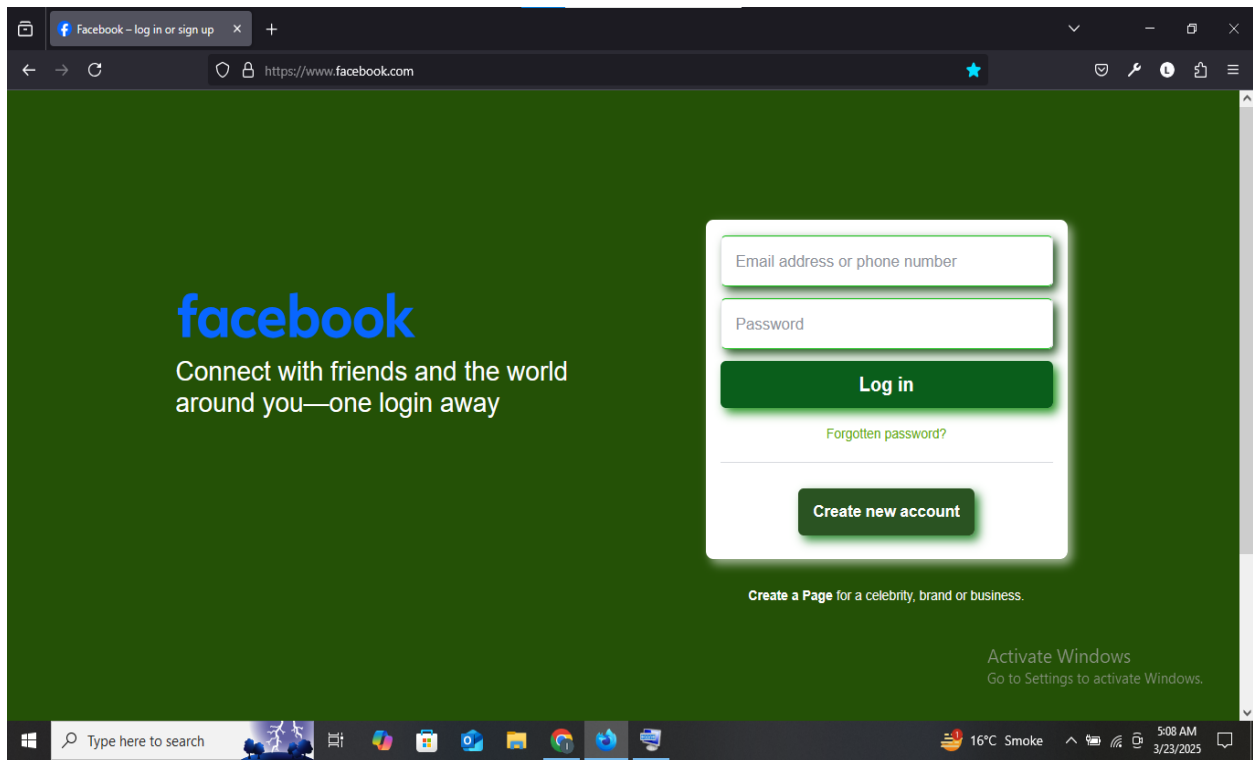 Facebook – log in or sign up
https://www.facebook.com
L
Email address or phone number
facebook
Password
Connect with friends and the world
around you—one login away
Log in
Forgotten password?
Create new account
Create a Page for a celebrity, brand or business.
Activate Windows
Go to Settings to activate Windows.
Type here to search
16°C Smoke
5:08 AM
3/23/2025